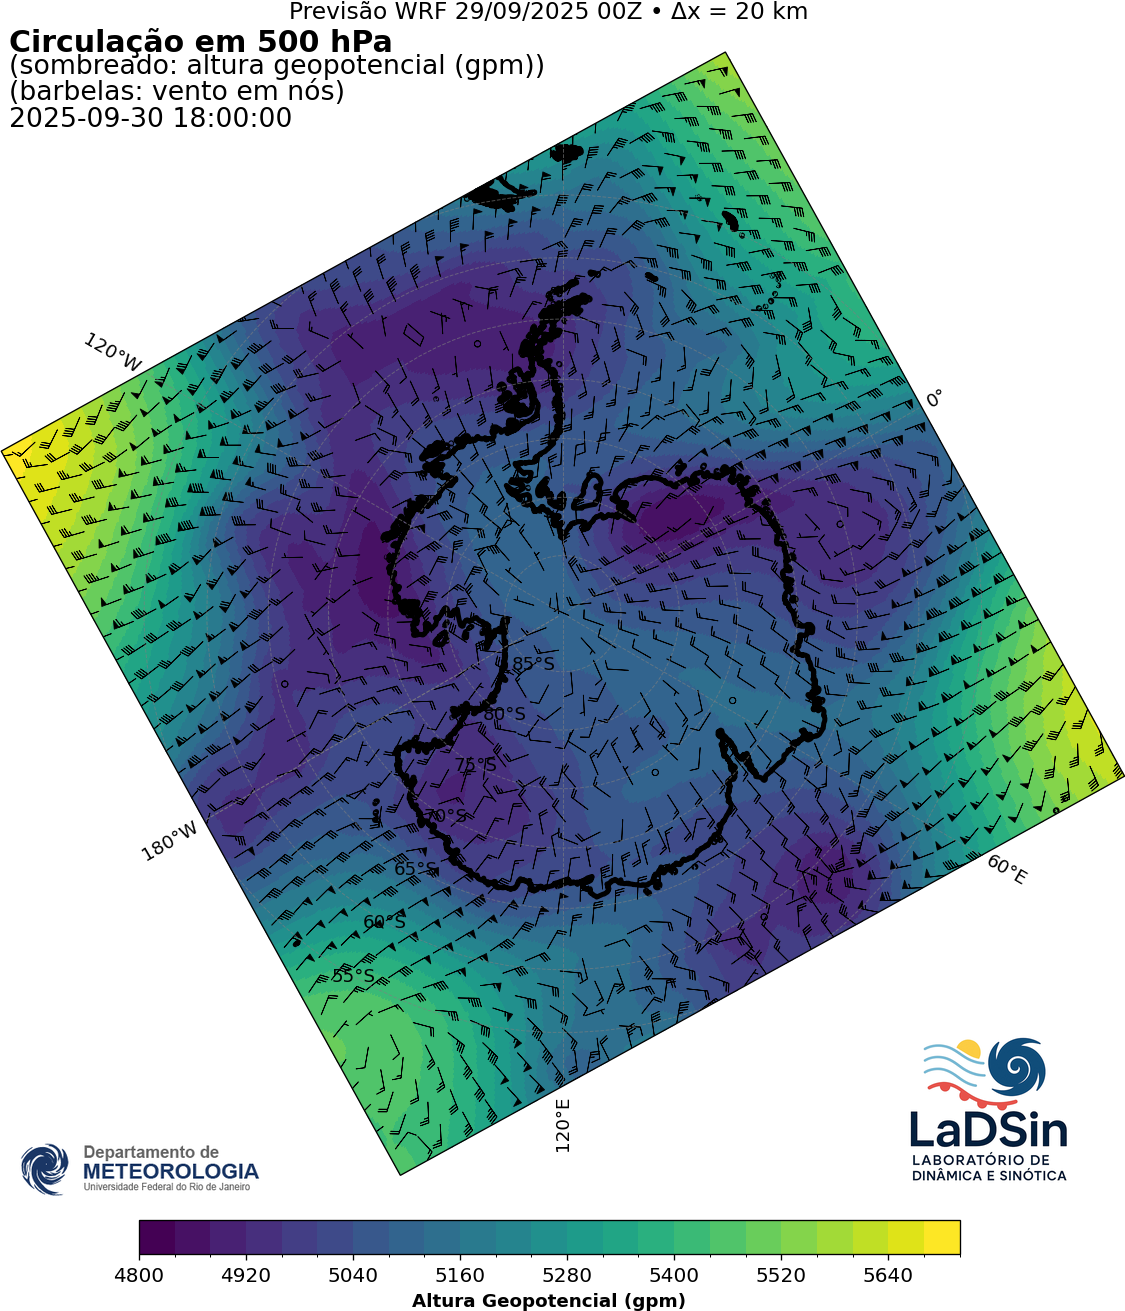 Previsão WRF 29/09/2025 00Z • Δx = 20 km
Circulação em 500 hPa
(sombreado: altura geopotencial (gpm))
(barbelas: vento em nós)
2025-09-30 18:00:00
120°W
0°
85°S
80°S
75°S
70°S
180°W
65°S
60°E
60°S
55°S
120°E
LaDSin
LABORATÓRIO DE
DINÂMICA E SINÓTICA
Departamento de
METEOROLOGIA
Universidade Federal do Rio de Janeiro
4800 4920 5040 5160 5280 5400 5520 5640
Altura Geopotencial (gpm)